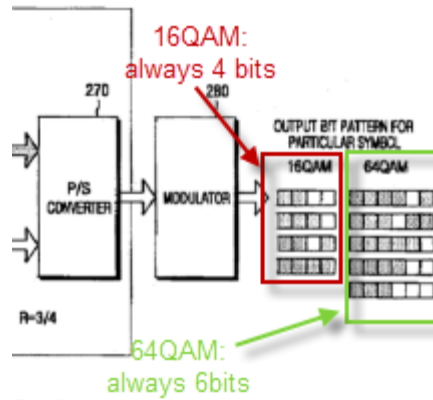 16QAM:
always 4 bits
270
280
OUTPUT BIT PATTERN FOR
PARTICULAR SYMBOL
16QAM
64QAM
P/S
CONVERTER
MODULATOR
R=3/4
64QAM:
always 6bits